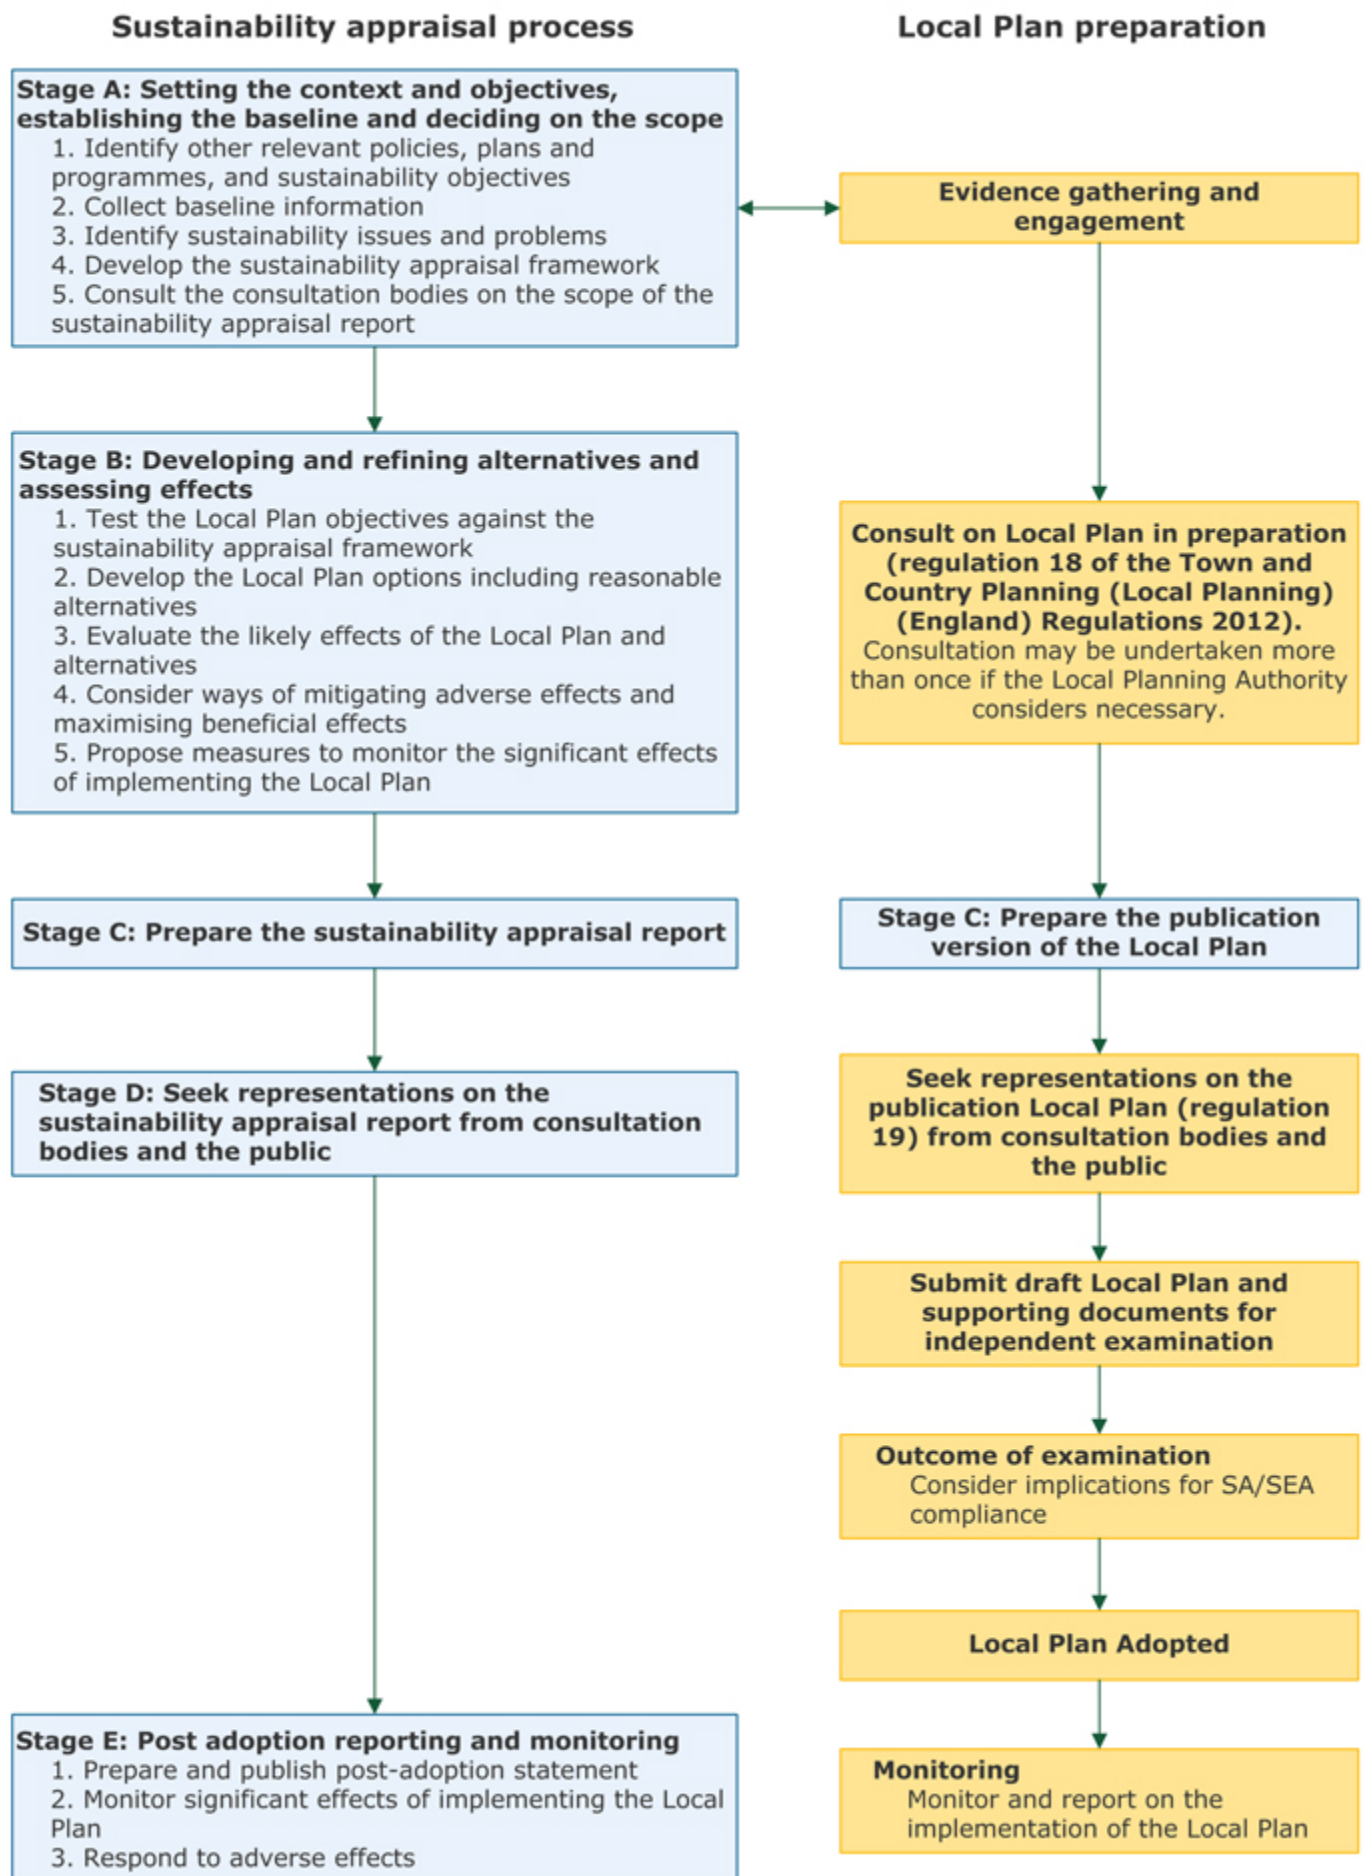 Sustainability appraisal process
Local Plan preparation
Stage A: Setting the context and objectives,
establishing the baseline and deciding on the scope
1. Identify other relevant policies, plans and
programmes, and sustainability objectives
2. Collect baseline information
3. Identify sustainability issues and problems
4. Develop the sustainability appraisal framework
5. Consult the consultation bodies on the scope of the
sustainability appraisal report
Evidence gathering and
engagement
Stage B: Developing and refining alternatives and
assessing effects
1. Test the Local Plan objectives against the
sustainability appraisal framework
2. Develop the Local Plan options including reasonable
alternatives
3. Evaluate the likely effects of the Local Plan and
alternatives
4. Consider ways of mitigating adverse effects and
maximising beneficial effects
5. Propose measures to monitor the significant effects
of implementing the Local Plan
Consult on Local Plan in preparation
(regulation 18 of the Town and
Country Planning (Local Planning)
(England) Regulations 2012).
Consultation may be undertaken more
than once if the Local Planning Authority
considers necessary.
Stage C: Prepare the sustainability appraisal report
Stage C: Prepare the publication
version of the Local Plan
Stage D: Seek representations on the
sustainability appraisal report from consultation
bodies and the public
Seek representations on the
publication Local Plan (regulation
19) from consultation bodies and
the public
Submit draft Local Plan and
supporting documents for
independent examination
Outcome of examination
Consider implications for SA/SEA
compliance
Local Plan Adopted
Stage E: Post adoption reporting and monitoring
1. Prepare and publish post-adoption statement
2. Monitor significant effects of implementing the Local
Plan
3. Respond to adverse effects
Monitoring
Monitor and report on the
implementation of the Local Plan